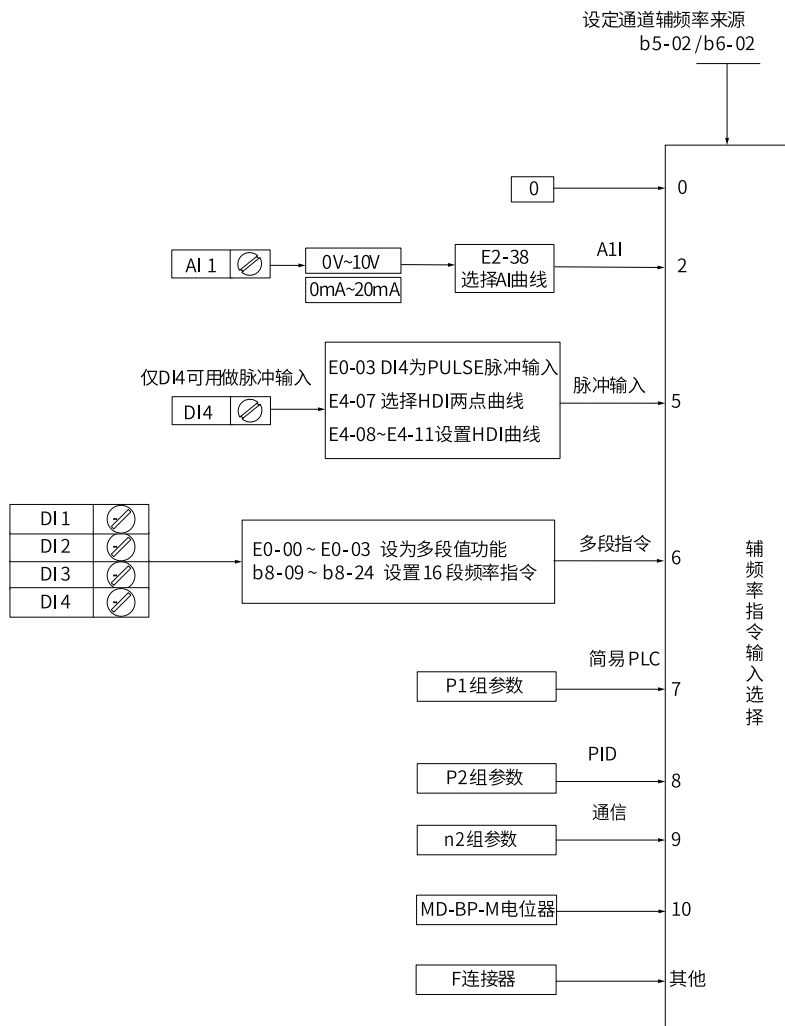 设定通道辅频率来源
b5-02/b6-02
0
0
AI 1
0V~10V
0mA~20mA
E2-38
选择AI曲线
A1I
2
仅DI4可用做脉冲输入
DI4
E0-03 DI4为PULSE脉冲输入
E4-07 选择HDI两点曲线
E4-08~E4-11设置HDI曲线
脉冲输入
5
DI 1
DI 2
DI 3
DI 4
E0-00 ~ E0-03 设为多段值功能
b8-09 ~ b8-24 设置 16 段频率指令
多段指令
6
辅频率指令输入选择
P1组参数
简易 PLC
7
P2组参数
PID
8
n2组参数
通信
9
MD-BP-M电位器
10
F连接器
其他